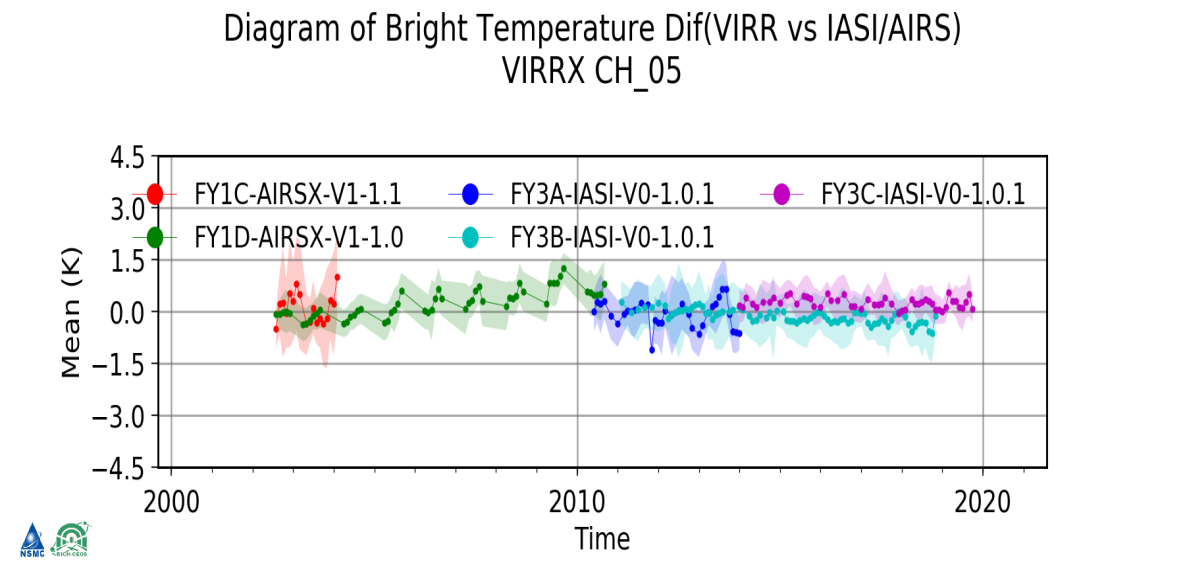 Diagram of Bright Temperature Dif(VIRR vs IASI/AIRS)
VIRRX CH_05
4.5
3.0
1.5
0.0
−1.5
−3.0
−4.5
Mean (K)
FY1C-AIRSX-V1-1.1
FY3A-IASI-V0-1.0.1
FY3C-IASI-V0-1.0.1
FY1D-AIRSX-V1-1.0
FY3B-IASI-V0-1.0.1
2000
2010
2020
Time
NSMC
RICH-CEOS